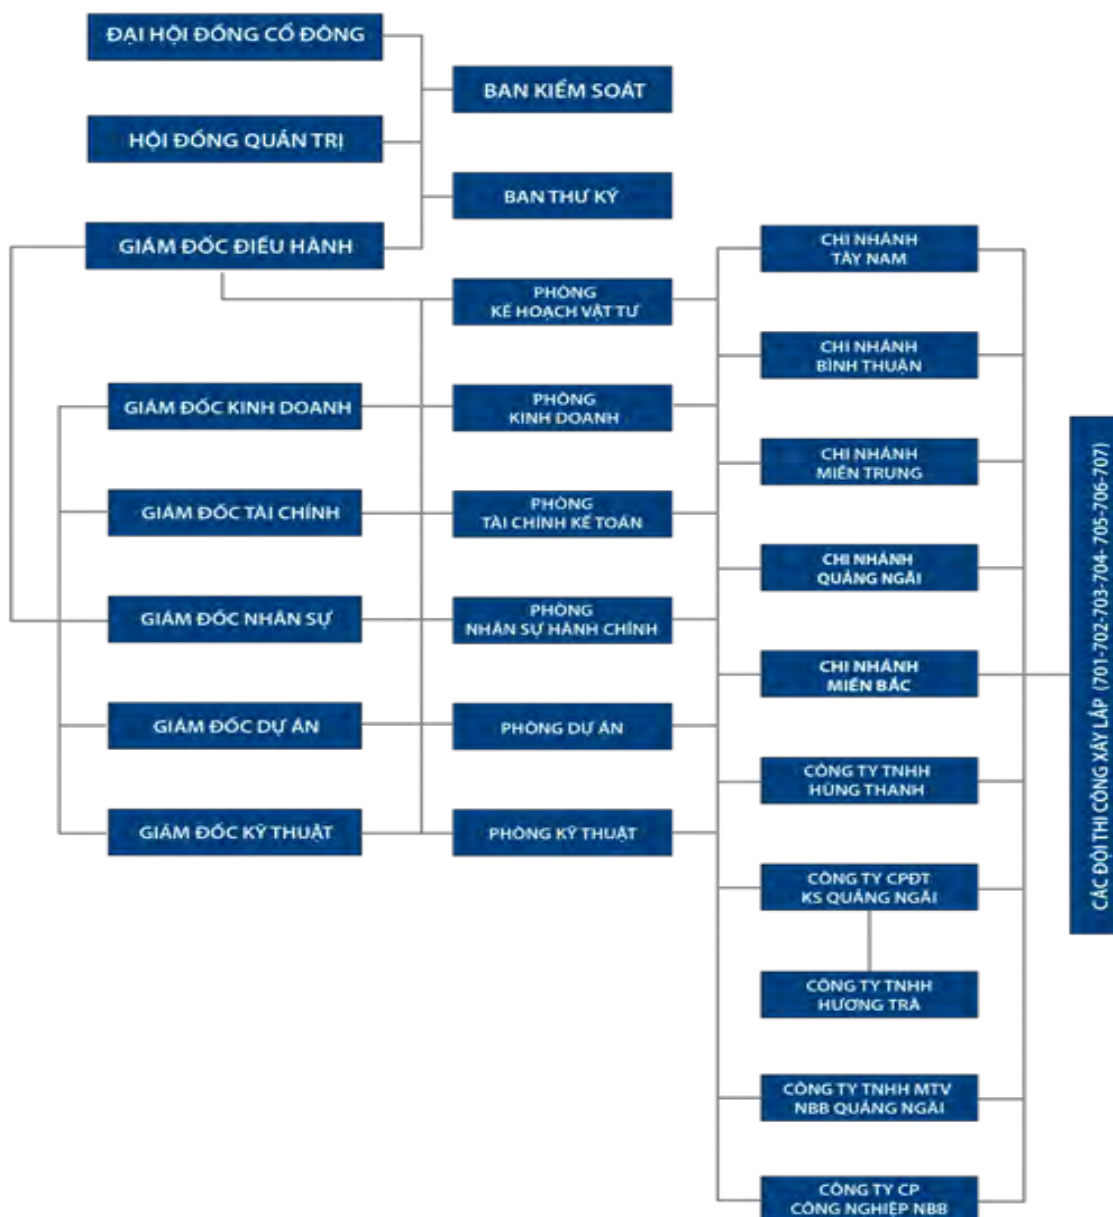 ĐẠI HỘI ĐỒNG CỔ ĐÔNG
BAN KIỂM SOÁT
HỘI ĐỒNG QUẢN TRỊ
BAN THƯ KÝ
GIÁM ĐỐC ĐIỀU HÀNH
PHÒNG
KẾ HOẠCH VẬT TƯ
GIÁM ĐỐC KINH DOANH
PHÒNG
KINH DOANH
GIÁM ĐỐC TÀI CHÍNH
PHÒNG
TÀI CHÍNH KẾ TOÁN
GIÁM ĐỐC NHÂN SỰ
PHÒNG
NHÂN SỰ HÀNH CHÍNH
GIÁM ĐỐC DỰ ÁN
PHÒNG DỰ ÁN
GIÁM ĐỐC KỸ THUẬT
PHÒNG KỸ THUẬT
CHI NHÁNH
TÂY NAM
CHI NHÁNH
BÌNH THUẬN
CHI NHÁNH
MIỀN TRUNG
CHI NHÁNH
QUẢNG NGÃI
CHI NHÁNH
MIỀN BẮC
CÔNG TY TNHH
HÙNG THANH
CÔNG TY CPĐT
KS QUẢNG NGÃI
CÔNG TY TNHH
HƯƠNG TRÀ
CÔNG TY TNHH MTV
NBB QUẢNG NGÃI
CÔNG TY CP
CÔNG NGHIỆP NBB
CÁC ĐỘI THI CÔNG XÂY LẮP (701-702-703-704- 705-706-707)